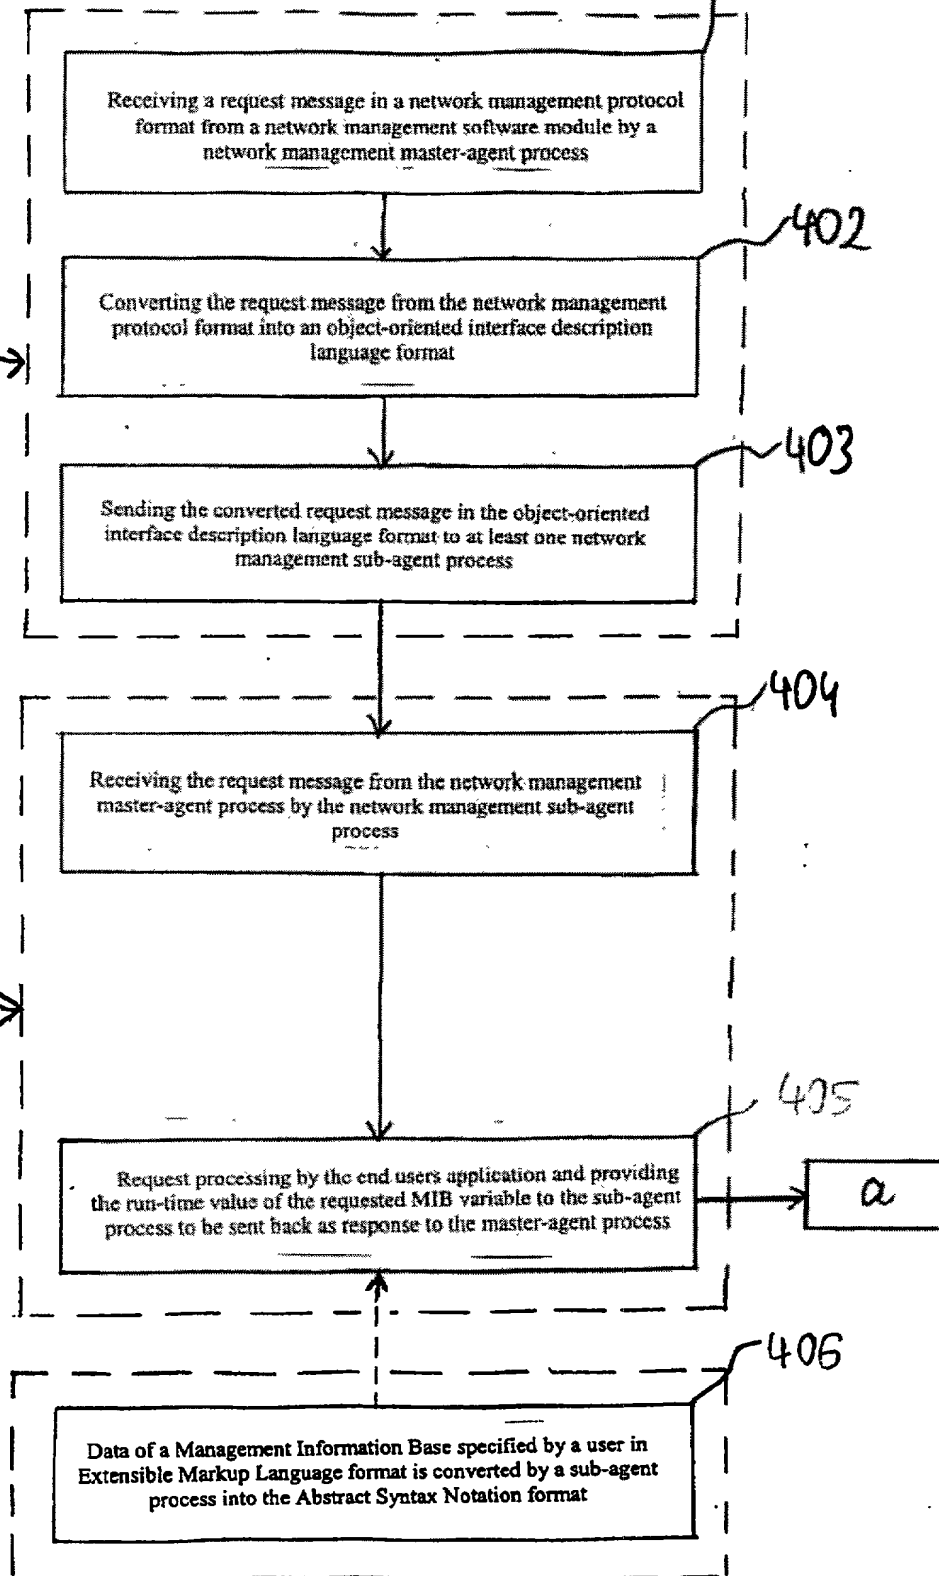 Receiving a request message in a network management protocol
format from a network management software module by a
network management master-agent process
402
Converting the request message from the network management
protocol format into an object-oriented interface description
language format
403
Sending the converted request message in the object-oriented
interface description language format to at least one network
management sub-agent process
404
Receiving the request message from the network management
master-agent process by the network management sub-agent
process
405
Request processing by the end users application and providing
the run-time value of the requested MIB variable to the sub-agent
process to be sent back as response to the master-agent process
a
406
Data of a Management Information Base specified by a user in
Extensible Markup Language format is converted by a sub-agent
process into the Abstract Syntax Notation format